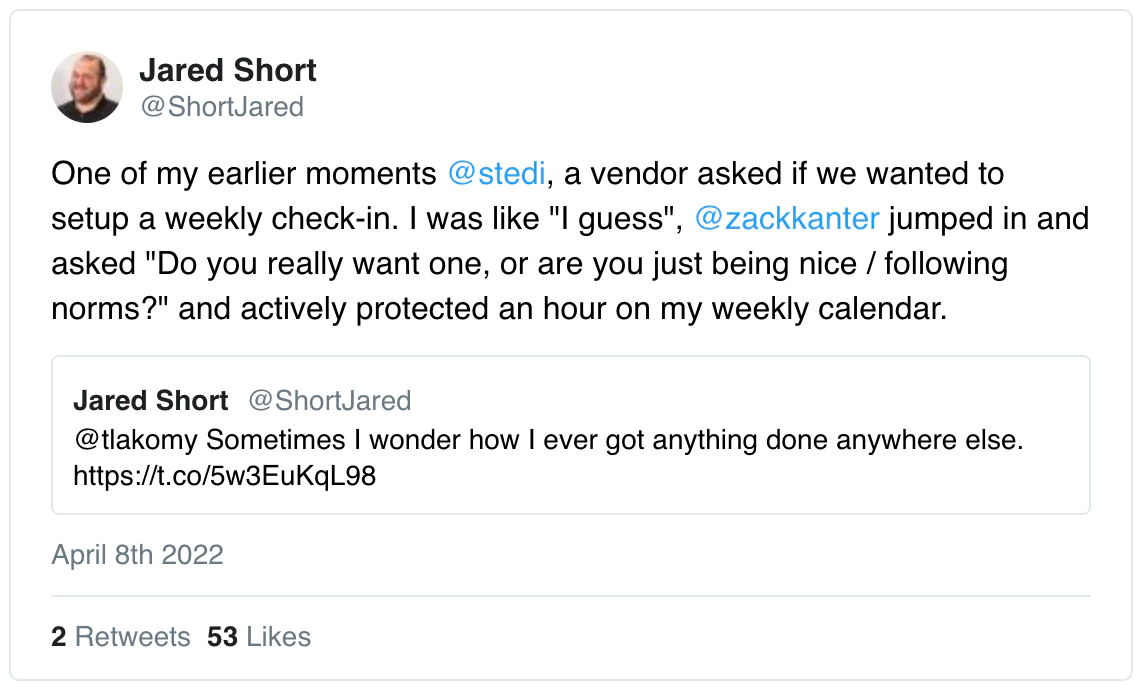 Jared Short
@ShortJared
One of my earlier moments @stedi, a vendor asked if we wanted to
setup a weekly check-in. I was like "I guess", @zackkanter jumped in and
asked "Do you really want one, or are you just being nice / following
norms?" and actively protected an hour on my weekly calendar.
Jared Short @ShortJared
@tlakomy Sometimes I wonder how I ever got anything done anywhere else.
https://t.co/5w3EuKqL98
April 8th 2022
2 Retweets 53 Likes